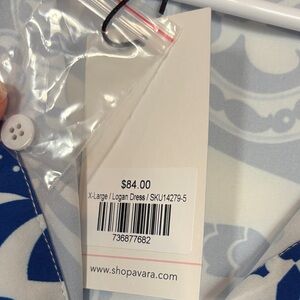 $84.00
X-Large / Logan Dress / SKU14279-5
736877682
www.shopavara.com